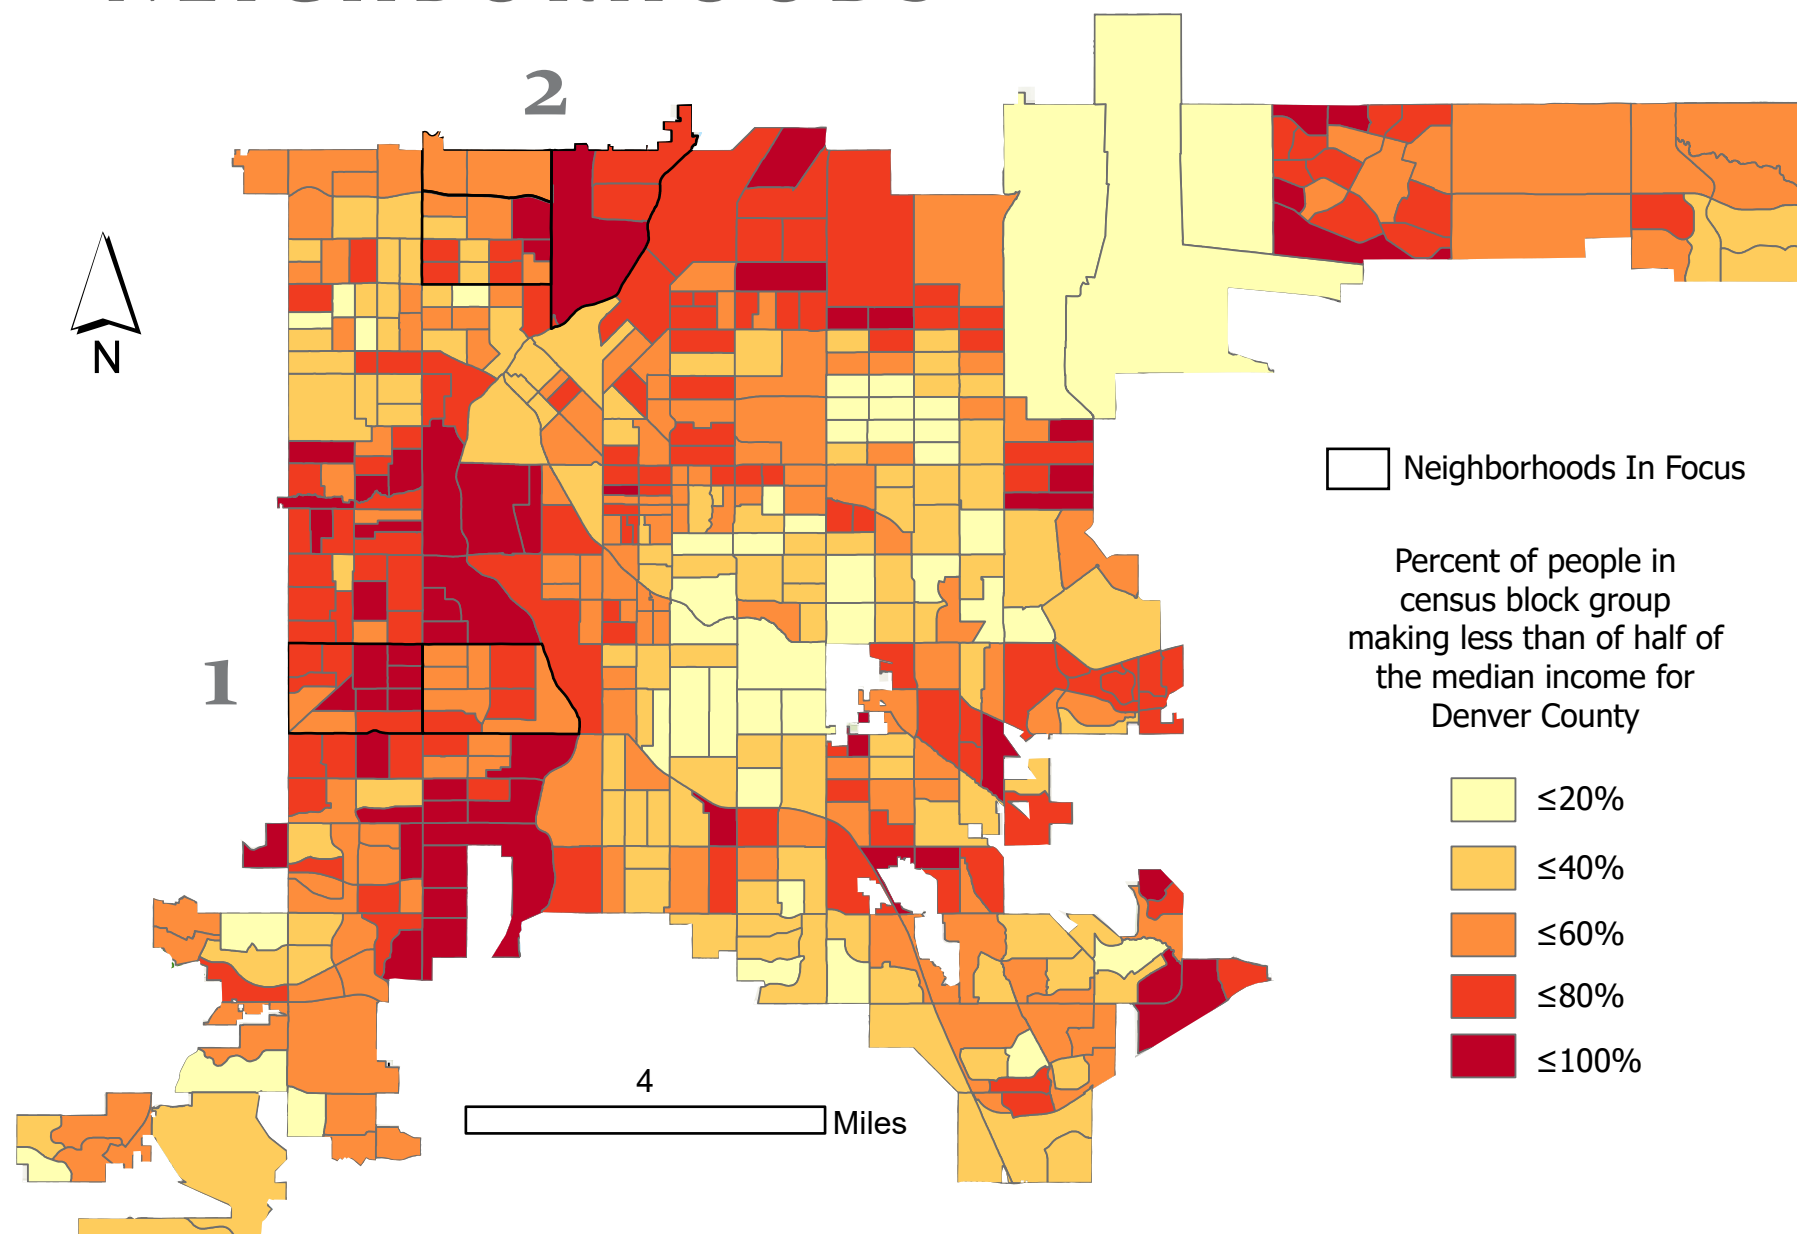 NEIGHBORHOODS
2
N
1
Neighborhoods In Focus
Percent of people in
census block group
making less than of half of
the median income for
Denver County
≤20%
≤40%
≤60%
≤80%
≤100%
4
Miles